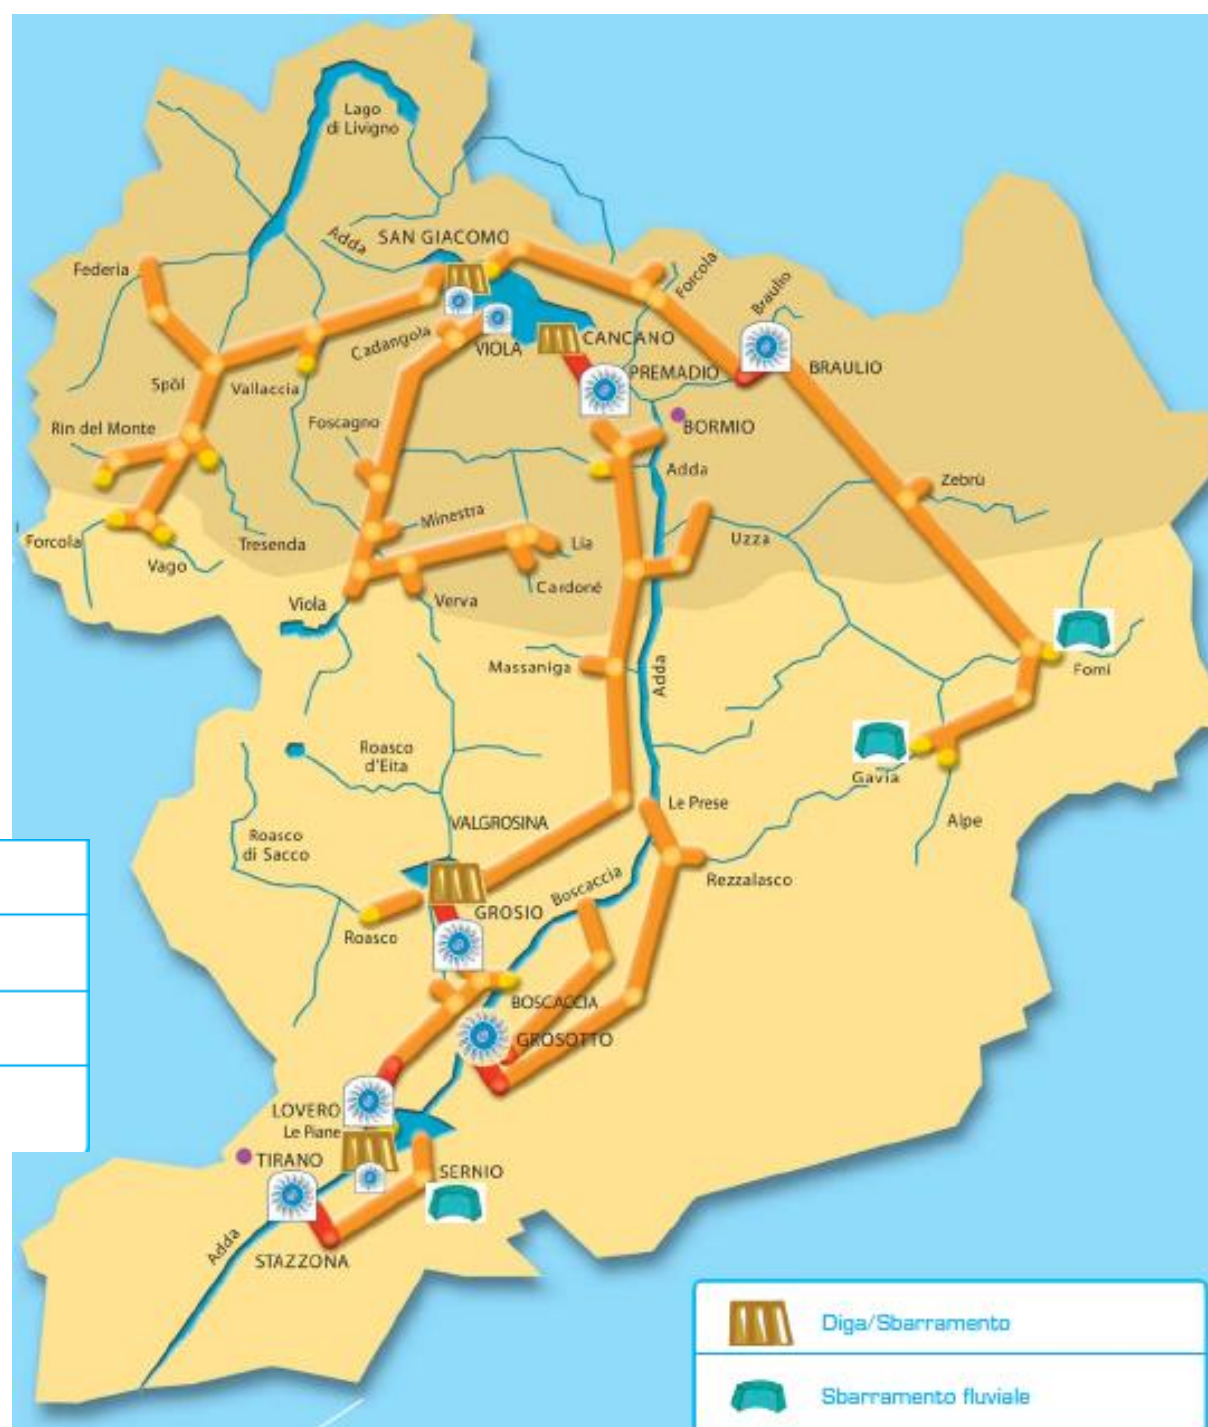 Lago
di Livigno
Adda
SAN GIACOMO
Federia
Forcola
Braulio
Cadangola
VIOLA
CANCANO
PREMADIO
BRAULIO
Spöl
Vallaccia
Foscagno
BORMIO
Rin del Monte
Adda
Zebrù
Minestra
Forcola
Vago
Tresenda
Lia
Uzza
Cardoné
Viola
Verva
Massaniga
Adda
Forni
Roasco
d'Eita
Gavia
Le Prese
VALGROSINA
Alpe
Roasco
di Sacco
Boscaccia
Rezzalasco
GROSIO
Roasco
BOSCACCIA
GROSOTTO
LOVERO
Le Piane
TIRANO
SERNIO
Adda
STAZZONA
Diga/Sbarramento
Sbarramento fluviale